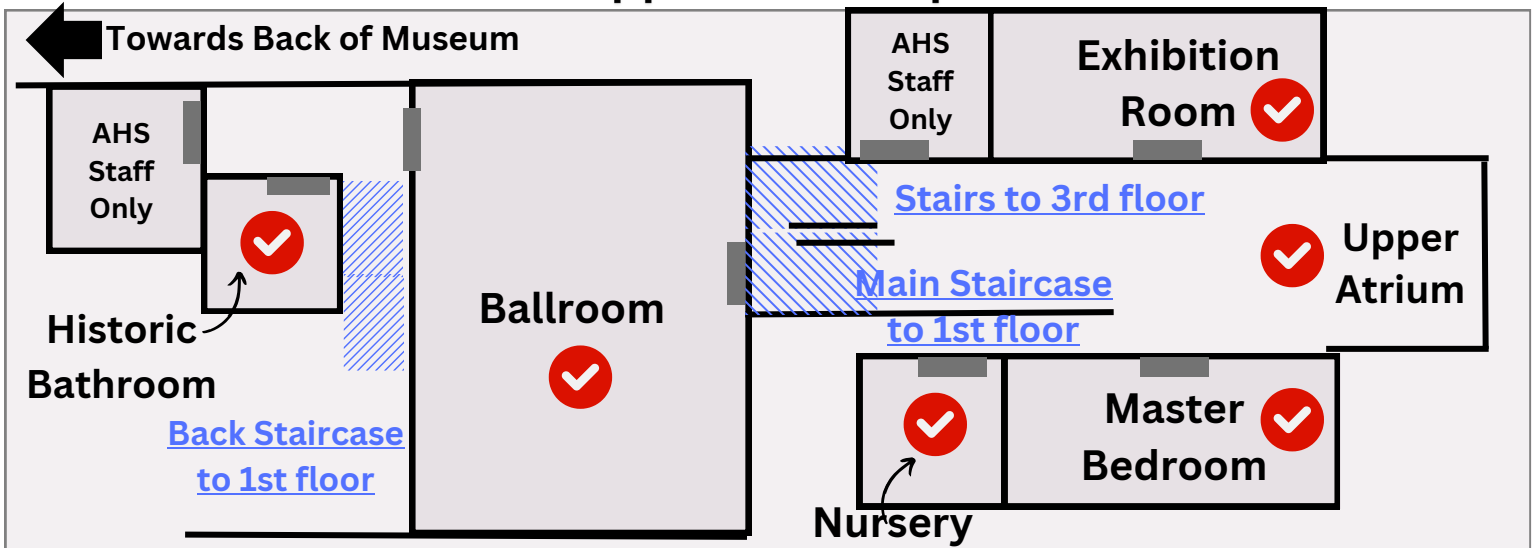 Towards Back of Museum
AHS
Staff
Only
Exhibition
Room
AHS
Staff
Only
Stairs to 3rd floor
Upper
Atrium
Main Staircase
to 1st floor
Ballroom
Historic
Bathroom
Back Staircase
to 1st floor
Master
Bedroom
Nursery